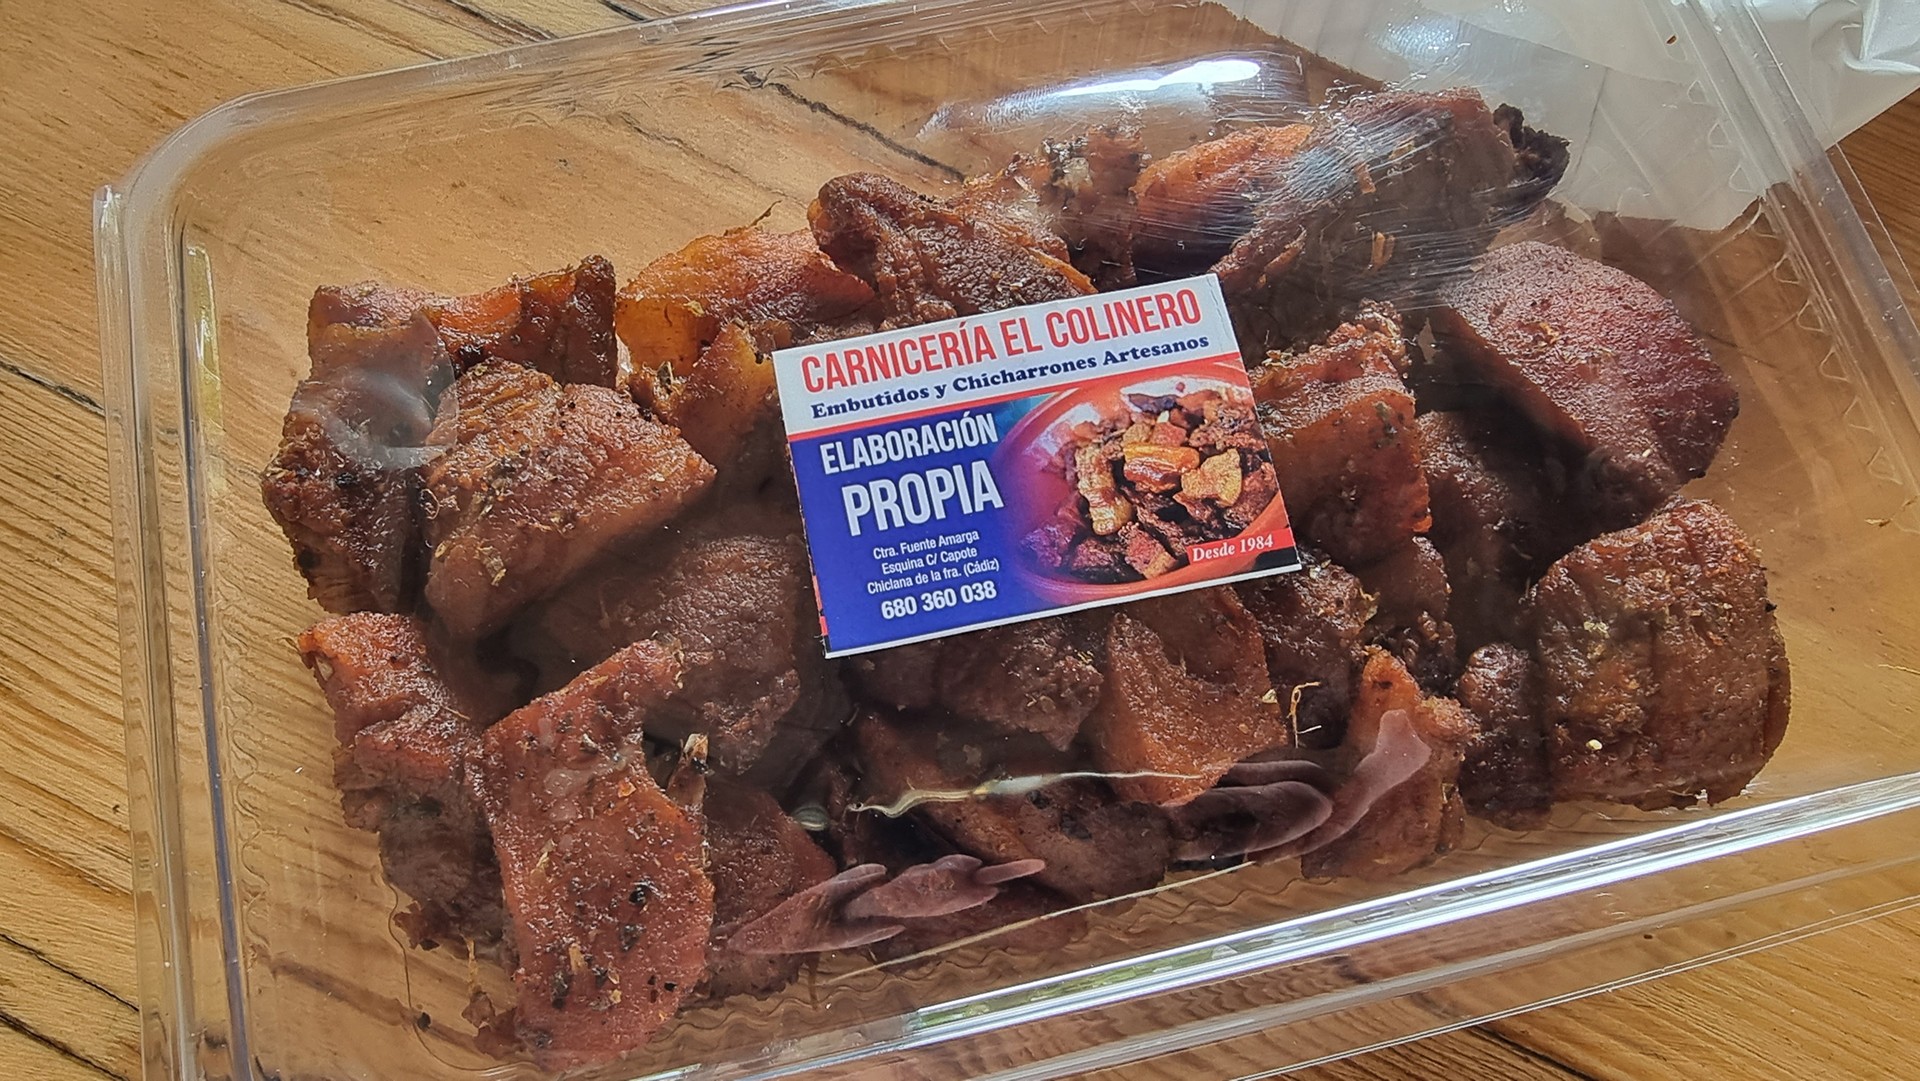 CARNICERÍA EL COLINERO
Embutidos y Chicharrones Artesanos
ELABORACIÓN
PROPIA
Ctra. Fuente Amarga
Esquina C/ Capote
Chiclana de la fra. (Cádiz)
680 360 038
Desde 1984